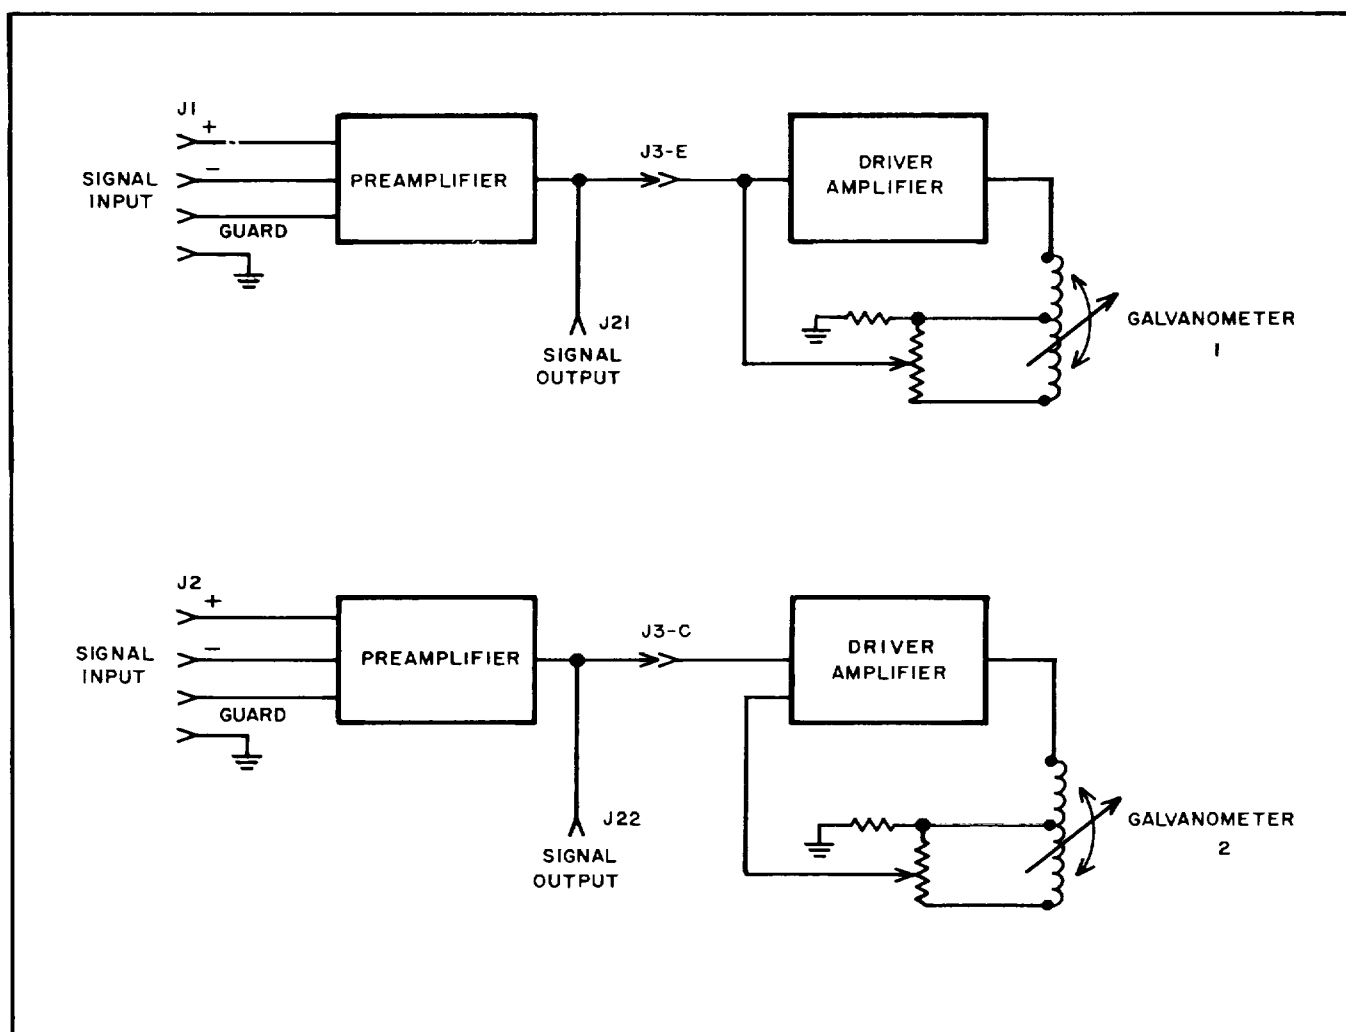 J1
+
−
SIGNAL
INPUT
GUARD
PREAMPLIFIER
J3-E
J21
SIGNAL
OUTPUT
DRIVER
AMPLIFIER
GALVANOMETER
1
J2
+
−
SIGNAL
INPUT
GUARD
PREAMPLIFIER
J3-C
J22
SIGNAL
OUTPUT
DRIVER
AMPLIFIER
GALVANOMETER
2